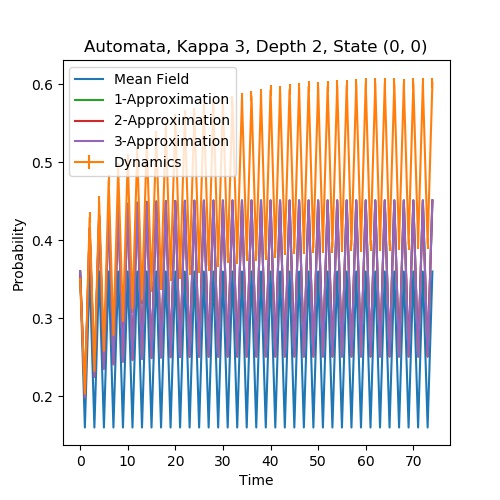 Automata, Kappa 3, Depth 2, State (0, 0)
Mean Field
1-Approximation
2-Approximation
3-Approximation
Dynamics
Probability
0.6
0.5
0.4
0.3
0.2
0 10 20 30 40 50 60 70
Time